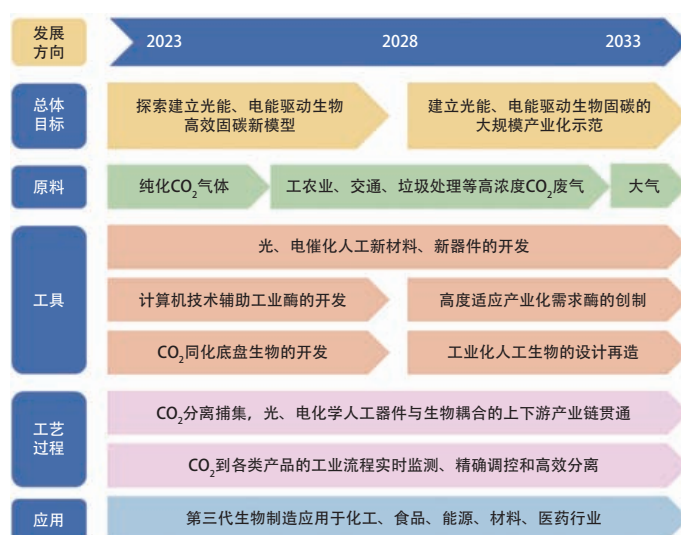 发展
方向
2023 2028 2033
总体
目标
探索建立光能、电能驱动生物
高效固碳新模型
建立光能、电能驱动生物固碳的
大规模产业化示范
原料
纯化CO₂气体
工农业、交通、垃圾处理等高浓度CO₂废气
大气
工具
光、电催化人工新材料、新器件的开发
计算机技术辅助工业酶的开发
高度适应产业化需求酶的创制
CO₂同化底盘生物的开发
工业化人工生物的设计再造
工艺
过程
CO₂分离捕集，光、电化学人工器件与生物耦合的上下游产业链贯通
CO₂到各类产品的工业流程实时监测、精确调控和高效分离
应用
第三代生物制造应用于化工、食品、能源、材料、医药行业